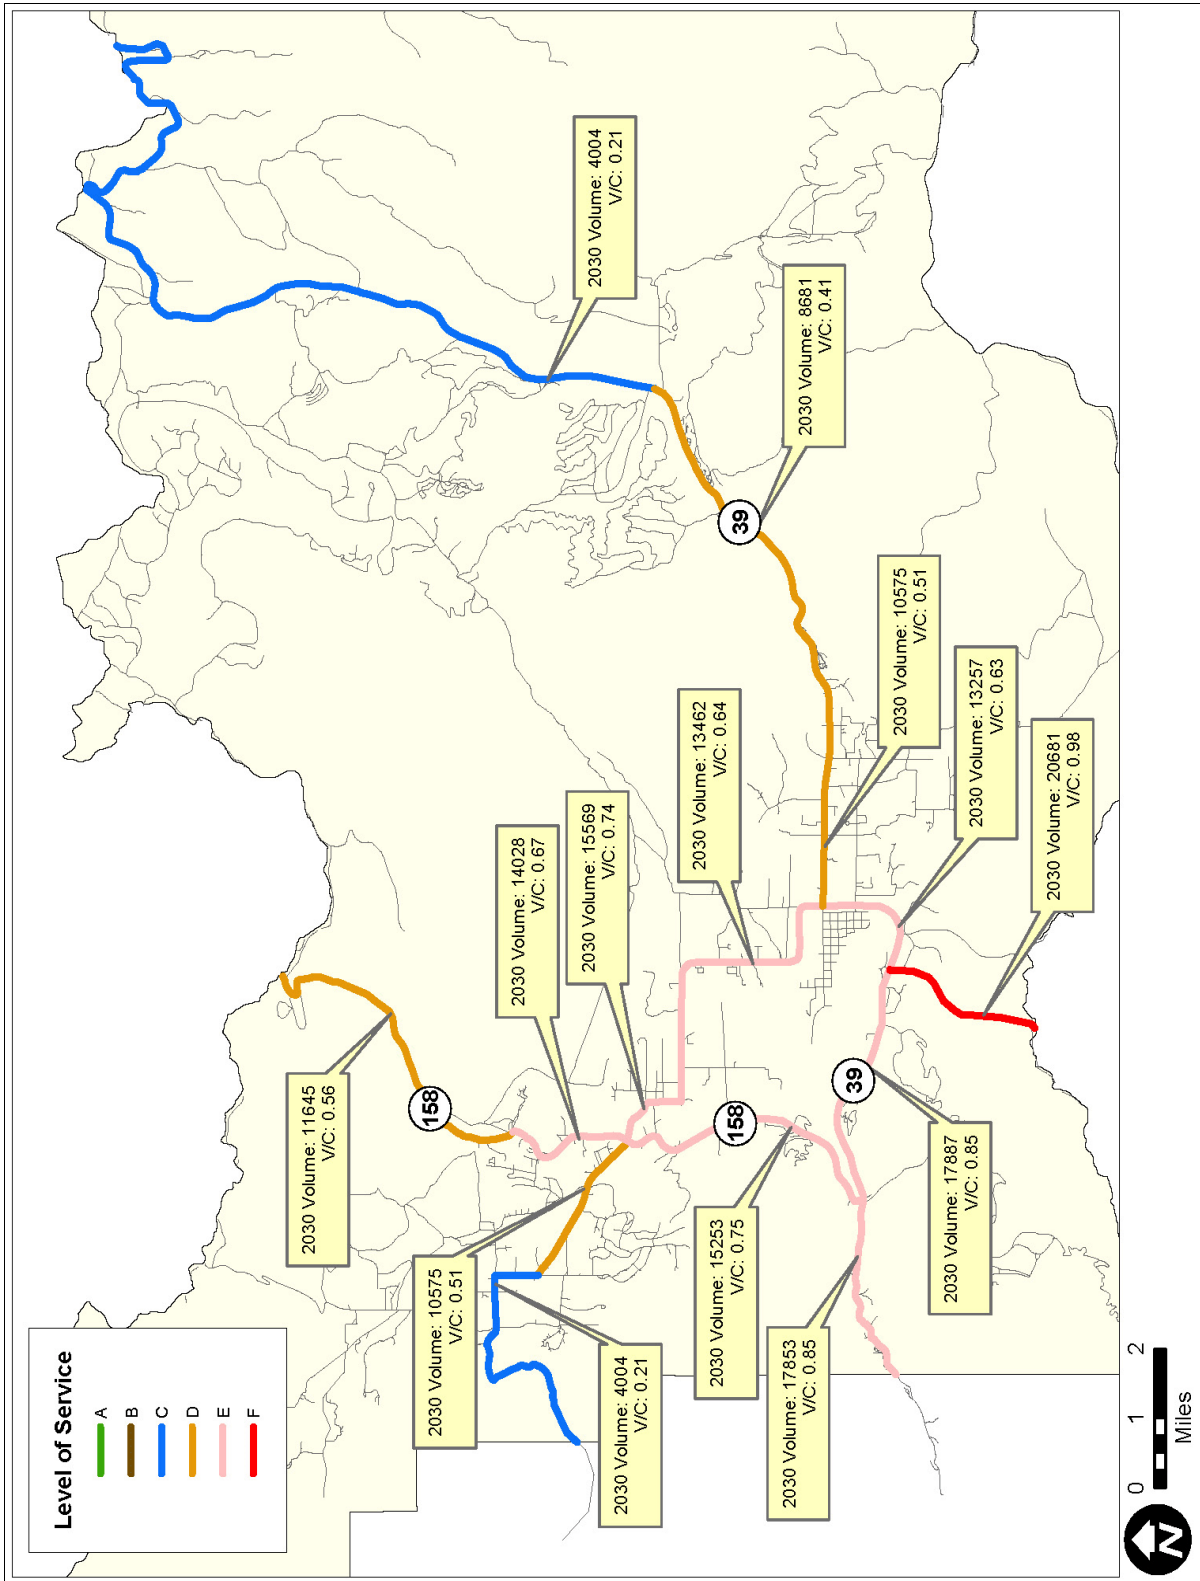 Level of Service
A
B
C
D
E
F
2030 Volume: 4004
V/C: 0.21
2030 Volume: 10575
V/C: 0.51
2030 Volume: 11645
V/C: 0.56
158
2030 Volume: 14028
V/C: 0.67
2030 Volume: 15569
V/C: 0.74
2030 Volume: 13462
V/C: 0.64
2030 Volume: 4004
V/C: 0.21
2030 Volume: 8681
V/C: 0.41
39
2030 Volume: 10575
V/C: 0.51
2030 Volume: 13257
V/C: 0.63
2030 Volume: 20681
V/C: 0.98
158
39
2030 Volume: 15253
V/C: 0.75
2030 Volume: 17853
V/C: 0.85
2030 Volume: 17887
V/C: 0.85
N
0 1 2
Miles